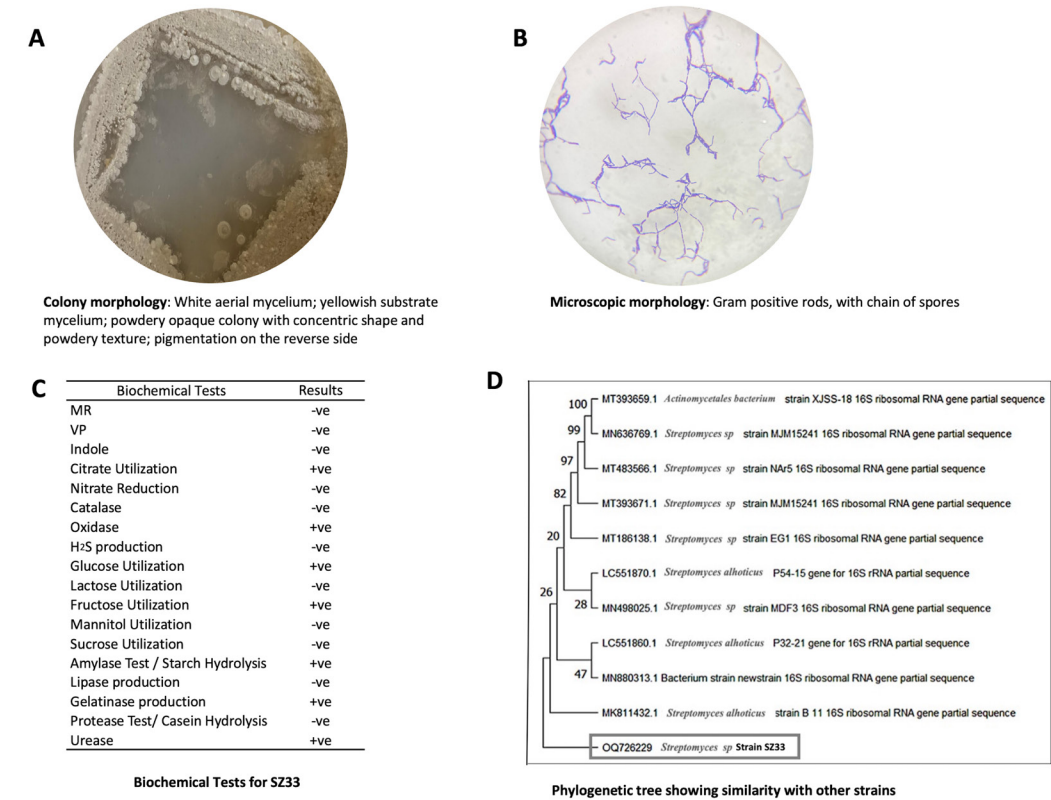 A
B
Colony morphology: White aerial mycelium; yellowish substrate
mycelium; powdery opaque colony with concentric shape and
powdery texture; pigmentation on the reverse side
Microscopic morphology: Gram positive rods, with chain of spores
C
Biochemical Tests Results
MR -ve
VP -ve
Indole -ve
Citrate Utilization +ve
Nitrate Reduction -ve
Catalase -ve
Oxidase +ve
H2S production -ve
Glucose Utilization +ve
Lactose Utilization -ve
Fructose Utilization +ve
Mannitol Utilization -ve
Sucrose Utilization -ve
Amylase Test / Starch Hydrolysis +ve
Lipase production -ve
Gelatinase production +ve
Protease Test/ Casein Hydrolysis -ve
Urease +ve
Biochemical Tests for SZ33
D
100
99
97
82
20
26
28
47
MT393659.1 Actinomycetales bacterium strain XJSS-18 16S ribosomal RNA gene partial sequence
MN636769.1 Streptomyces sp strain MJM15241 16S ribosomal RNA gene partial sequence
MT483566.1 Streptomyces sp strain NAr5 16S ribosomal RNA gene partial sequence
MT393671.1 Streptomyces sp strain MJM15241 16S ribosomal RNA gene partial sequence
MT186138.1 Streptomyces sp strain EG1 16S ribosomal RNA gene partial sequence
LC551870.1 Streptomyces alhoticus P54-15 gene for 16S rRNA partial sequence
MN498025.1 Streptomyces sp strain MDF3 16S ribosomal RNA gene partial sequence
LC551860.1 Streptomyces alhoticus P32-21 gene for 16S rRNA partial sequence
MN880313.1 Bacterium strain newstrain 16S ribosomal RNA gene partial sequence
MK811432.1 Streptomyces alhoticus strain B 11 16S ribosomal RNA gene partial sequence
OQ726229 Streptomyces sp Strain SZ33
Phylogenetic tree showing similarity with other strains